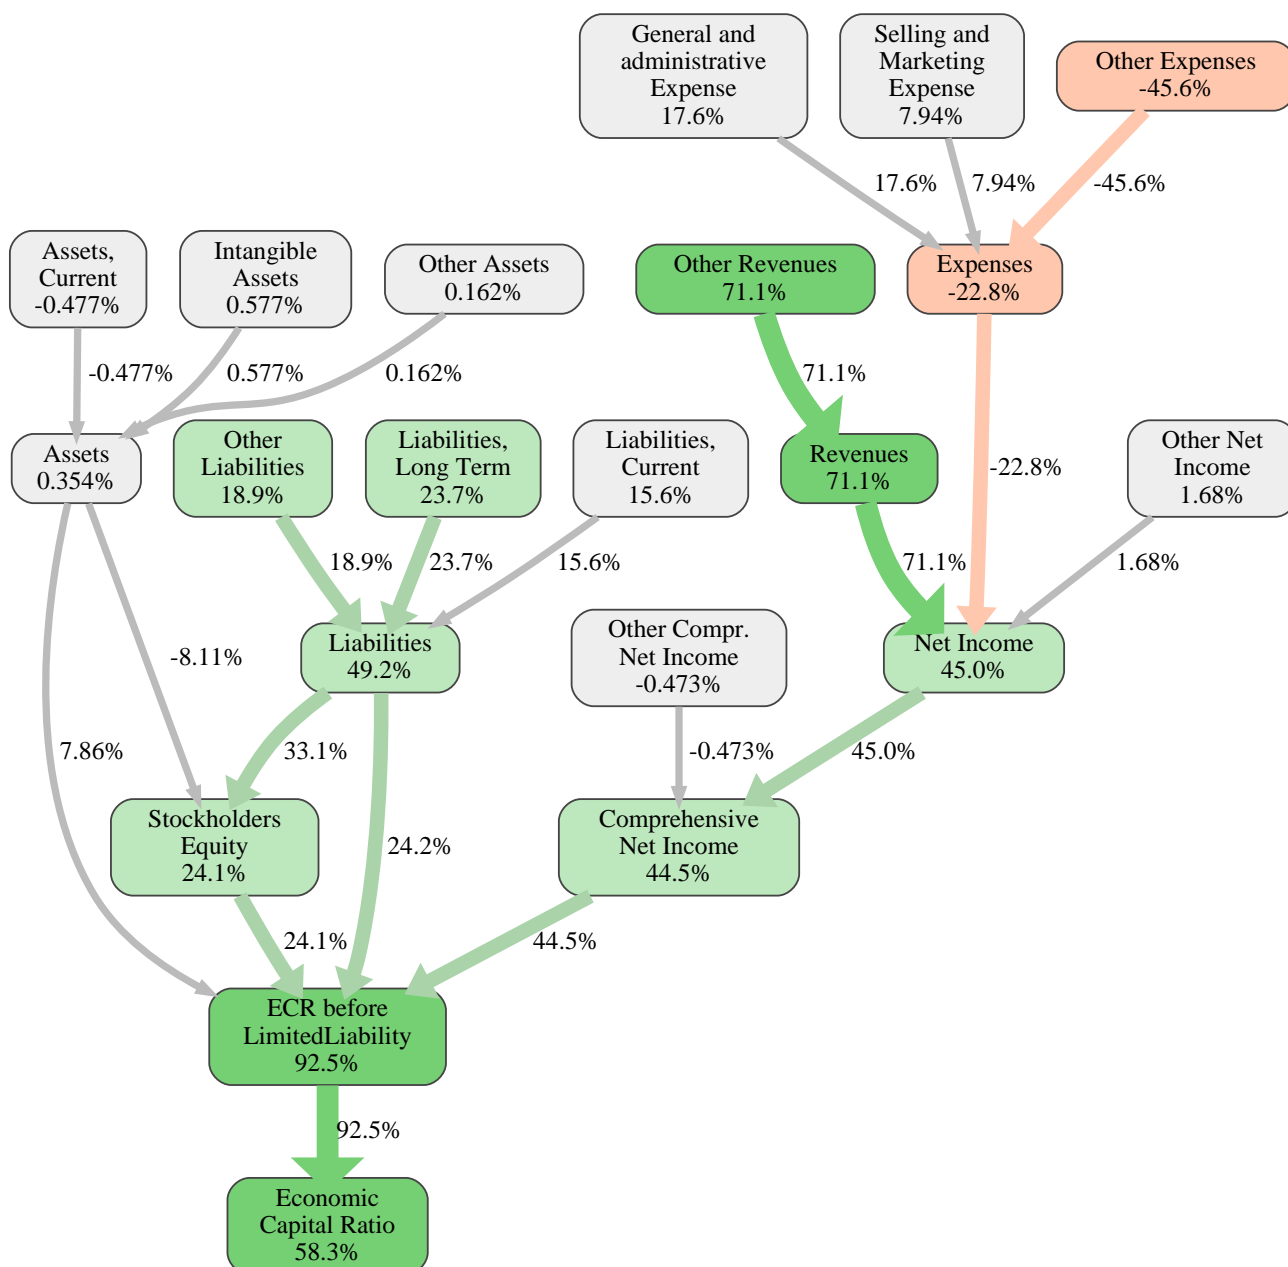 General and
administrative
Expense
17.6%
Selling and
Marketing
Expense
7.94%
Other Expenses
-45.6%
17.6%
7.94%
-45.6%
Assets,
Current
-0.477%
Intangible
Assets
0.577%
Other Assets
0.162%
Other Revenues
71.1%
Expenses
-22.8%
-0.477%
0.577%
0.162%
71.1%
Assets
0.354%
Other
Liabilities
18.9%
Liabilities,
Long Term
23.7%
Liabilities,
Current
15.6%
Revenues
71.1%
-22.8%
Other Net
Income
1.68%
18.9%
23.7%
15.6%
71.1%
1.68%
-8.11%
Liabilities
49.2%
Other Compr.
Net Income
-0.473%
Net Income
45.0%
7.86%
33.1%
-0.473%
45.0%
Stockholders
Equity
24.1%
24.2%
Comprehensive
Net Income
44.5%
24.1%
44.5%
ECR before
LimitedLiability
92.5%
92.5%
Economic
Capital Ratio
58.3%